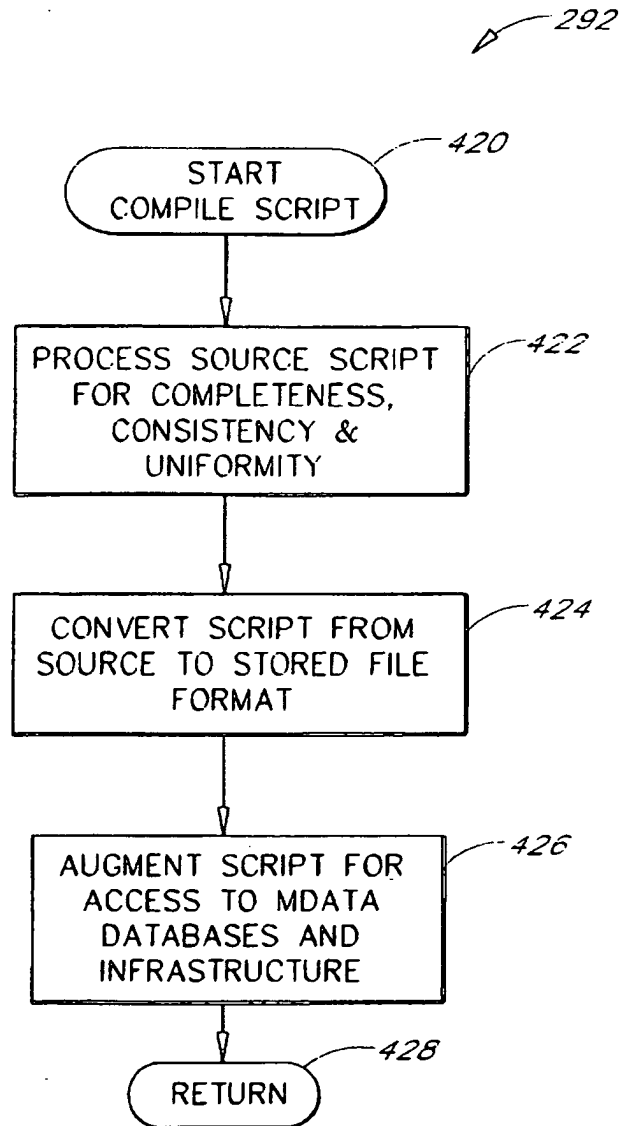 292
420
START
COMPILE SCRIPT
422
PROCESS SOURCE SCRIPT
FOR COMPLETENESS,
CONSISTENCY &
UNIFORMITY
424
CONVERT SCRIPT FROM
SOURCE TO STORED FILE
FORMAT
426
AUGMENT SCRIPT FOR
ACCESS TO MDATA
DATABASES AND
INFRASTRUCTURE
428
RETURN